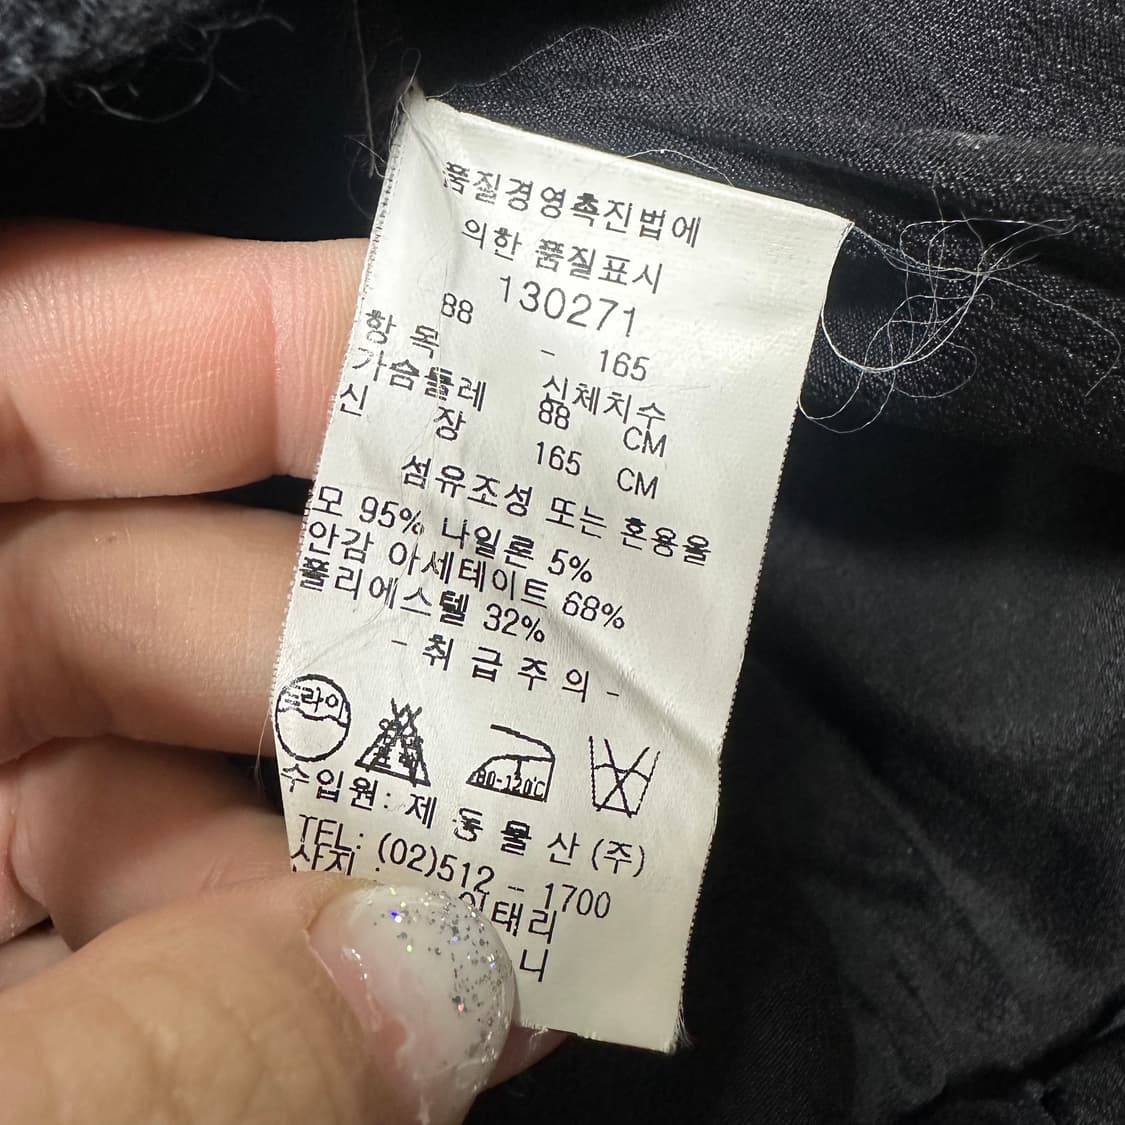 품질경영촉진법에
의한 품질표시
130271
88 - 165
항 목 신체치수
가슴둘레 88 CM
신 장 165 CM
섬유조성 또는 혼용율
모 95% 나일론 5%
안감 아세테이트 68%
폴리에스텔 32%
- 취 급 주 의 -
드라이
80-120℃
수입원: 제 동 물 산 (주)
TEL: (02)512 - 1700
이태리
니